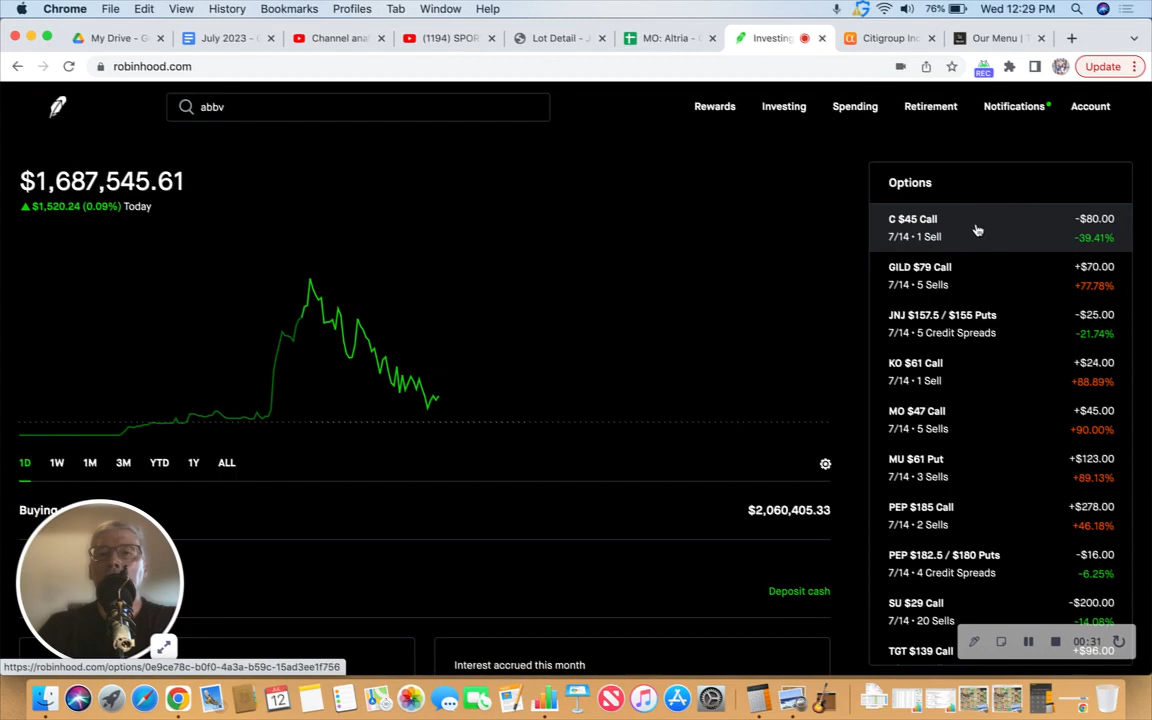 Chrome File Edit View History Bookmarks Profiles Tab Window Help 76% Wed 12:29 PM
My Drive - G July 2023 - C Channel ana (1194) SPOR Lot Detail - J MO: Altria - G Investing Citigroup Inc Our Menu | T
robinhood.com REC Update
abbv Rewards Investing Spending Retirement Notifications Account
$1,687,545.61
$1,520.24 (0.09%) Today
1D 1W 1M 3M YTD 1Y ALL
Buying $2,060,405.33
Deposit cash
Interest accrued this month
Options
C $45 Call -$80.00
7/14 • 1 Sell -39.41%
GILD $79 Call +$70.00
7/14 • 5 Sells +77.78%
JNJ $157.5 / $155 Puts -$25.00
7/14 • 5 Credit Spreads -21.74%
KO $61 Call +$24.00
7/14 • 1 Sell +88.89%
MO $47 Call +$45.00
7/14 • 5 Sells +90.00%
MU $61 Put +$123.00
7/14 • 3 Sells +89.13%
PEP $185 Call +$278.00
7/14 • 2 Sells +46.18%
PEP $182.5 / $180 Puts -$16.00
7/14 • 4 Credit Spreads -6.25%
SU $29 Call -$200.00
7/14 • 20 Sells -14.08%
00:31
TGT $139 Call +$96.00
https://robinhood.com/options/0e9ce78c-b0f0-4a3a-b59c-15ad3ee1f756
JUL
12